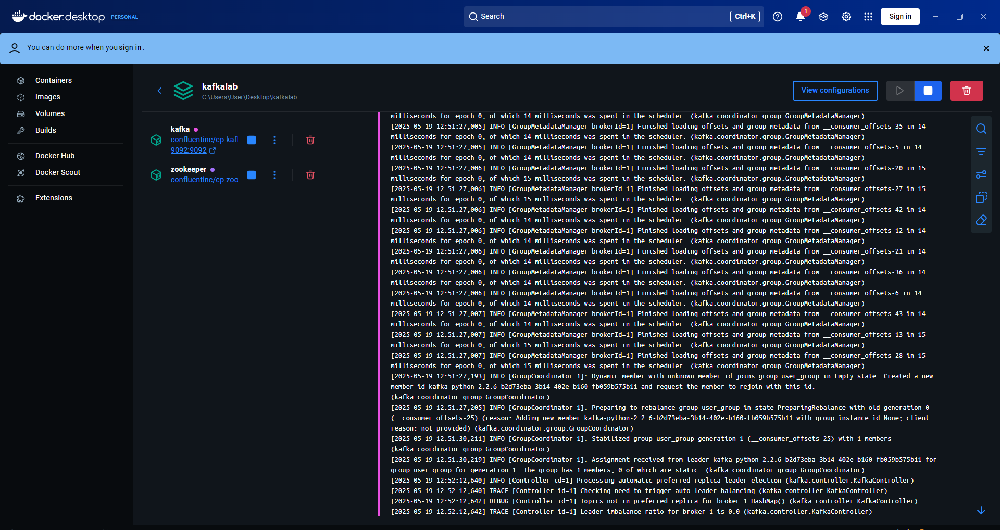 docker.desktop PERSONAL
Search
Ctrl+K
1
Sign in
You can do more when you sign in.
Containers
Images
Volumes
Builds
Docker Hub
Docker Scout
Extensions
kafkalab
C:\Users\User\Desktop\kafkalab
View configurations
kafka
confluentinc/cp-kafl
9092:9092
zookeeper
confluentinc/cp-zoo
milliseconds for epoch 0, of which 14 milliseconds was spent in the scheduler. (kafka.coordinator.group.GroupMetadataManager)
[2025-05-19 12:51:27,005] INFO [GroupMetadataManager brokerId=1] Finished loading offsets and group metadata from __consumer_offsets-35 in 14
milliseconds for epoch 0, of which 14 milliseconds was spent in the scheduler. (kafka.coordinator.group.GroupMetadataManager)
[2025-05-19 12:51:27,005] INFO [GroupMetadataManager brokerId=1] Finished loading offsets and group metadata from __consumer_offsets-5 in 14
milliseconds for epoch 0, of which 14 milliseconds was spent in the scheduler. (kafka.coordinator.group.GroupMetadataManager)
[2025-05-19 12:51:27,006] INFO [GroupMetadataManager brokerId=1] Finished loading offsets and group metadata from __consumer_offsets-20 in 15
milliseconds for epoch 0, of which 15 milliseconds was spent in the scheduler. (kafka.coordinator.group.GroupMetadataManager)
[2025-05-19 12:51:27,006] INFO [GroupMetadataManager brokerId=1] Finished loading offsets and group metadata from __consumer_offsets-27 in 15
milliseconds for epoch 0, of which 15 milliseconds was spent in the scheduler. (kafka.coordinator.group.GroupMetadataManager)
[2025-05-19 12:51:27,006] INFO [GroupMetadataManager brokerId=1] Finished loading offsets and group metadata from __consumer_offsets-42 in 14
milliseconds for epoch 0, of which 14 milliseconds was spent in the scheduler. (kafka.coordinator.group.GroupMetadataManager)
[2025-05-19 12:51:27,006] INFO [GroupMetadataManager brokerId=1] Finished loading offsets and group metadata from __consumer_offsets-12 in 14
milliseconds for epoch 0, of which 14 milliseconds was spent in the scheduler. (kafka.coordinator.group.GroupMetadataManager)
[2025-05-19 12:51:27,006] INFO [GroupMetadataManager brokerId=1] Finished loading offsets and group metadata from __consumer_offsets-21 in 14
milliseconds for epoch 0, of which 14 milliseconds was spent in the scheduler. (kafka.coordinator.group.GroupMetadataManager)
[2025-05-19 12:51:27,006] INFO [GroupMetadataManager brokerId=1] Finished loading offsets and group metadata from __consumer_offsets-36 in 14
milliseconds for epoch 0, of which 14 milliseconds was spent in the scheduler. (kafka.coordinator.group.GroupMetadataManager)
[2025-05-19 12:51:27,006] INFO [GroupMetadataManager brokerId=1] Finished loading offsets and group metadata from __consumer_offsets-6 in 14
milliseconds for epoch 0, of which 14 milliseconds was spent in the scheduler. (kafka.coordinator.group.GroupMetadataManager)
[2025-05-19 12:51:27,007] INFO [GroupMetadataManager brokerId=1] Finished loading offsets and group metadata from __consumer_offsets-43 in 14
milliseconds for epoch 0, of which 14 milliseconds was spent in the scheduler. (kafka.coordinator.group.GroupMetadataManager)
[2025-05-19 12:51:27,007] INFO [GroupMetadataManager brokerId=1] Finished loading offsets and group metadata from __consumer_offsets-13 in 15
milliseconds for epoch 0, of which 15 milliseconds was spent in the scheduler. (kafka.coordinator.group.GroupMetadataManager)
[2025-05-19 12:51:27,007] INFO [GroupMetadataManager brokerId=1] Finished loading offsets and group metadata from __consumer_offsets-28 in 15
milliseconds for epoch 0, of which 15 milliseconds was spent in the scheduler. (kafka.coordinator.group.GroupMetadataManager)
[2025-05-19 12:51:27,193] INFO [GroupCoordinator 1]: Dynamic member with unknown member id joins group user_group in Empty state. Created a new
member id kafka-python-2.2.6-b2d73eba-3b14-402e-b160-fb059b575b11 and request the member to rejoin with this id.
(kafka.coordinator.group.GroupCoordinator)
[2025-05-19 12:51:27,205] INFO [GroupCoordinator 1]: Preparing to rebalance group user_group in state PreparingRebalance with old generation 0
(__consumer_offsets-25) (reason: Adding new member kafka-python-2.2.6-b2d73eba-3b14-402e-b160-fb059b575b11 with group instance id None; client
reason: not provided) (kafka.coordinator.group.GroupCoordinator)
[2025-05-19 12:51:30,211] INFO [GroupCoordinator 1]: Stabilized group user_group generation 1 (__consumer_offsets-25) with 1 members
(kafka.coordinator.group.GroupCoordinator)
[2025-05-19 12:51:30,219] INFO [GroupCoordinator 1]: Assignment received from leader kafka-python-2.2.6-b2d73eba-3b14-402e-b160-fb059b575b11 for
group user_group for generation 1. The group has 1 members, 0 of which are static. (kafka.coordinator.group.GroupCoordinator)
[2025-05-19 12:52:12,640] INFO [Controller id=1] Processing automatic preferred replica leader election (kafka.controller.KafkaController)
[2025-05-19 12:52:12,640] TRACE [Controller id=1] Checking need to trigger auto leader balancing (kafka.controller.KafkaController)
[2025-05-19 12:52:12,642] DEBUG [Controller id=1] Topics not in preferred replica for broker 1 HashMap() (kafka.controller.KafkaController)
[2025-05-19 12:52:12,642] TRACE [Controller id=1] Leader imbalance ratio for broker 1 is 0.0 (kafka.controller.KafkaController)